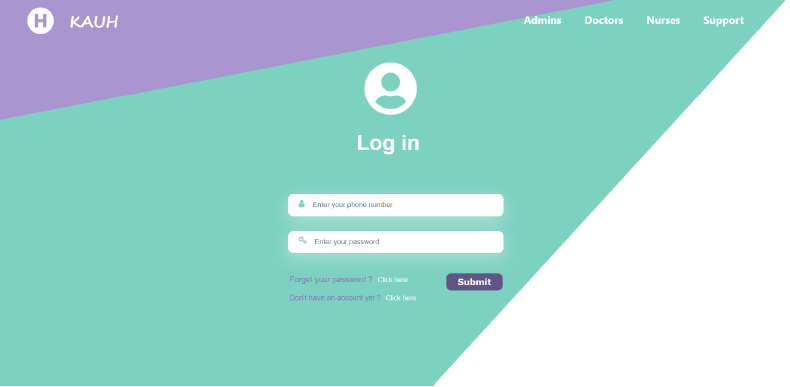 H KAUH Admins Doctors Nurses Support
Log in
Enter your phone number
Enter your password
Forget your password ? Click here
Submit
Don't have an account yet ? Click here